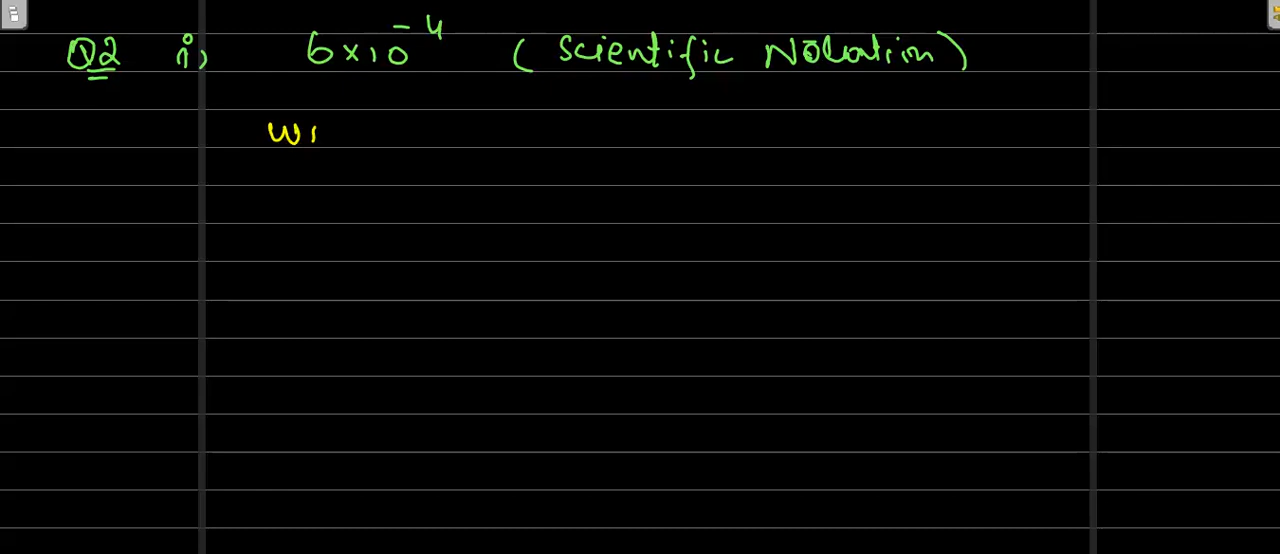 Q2 i) 6×10⁻⁴ (Scientific Notation)